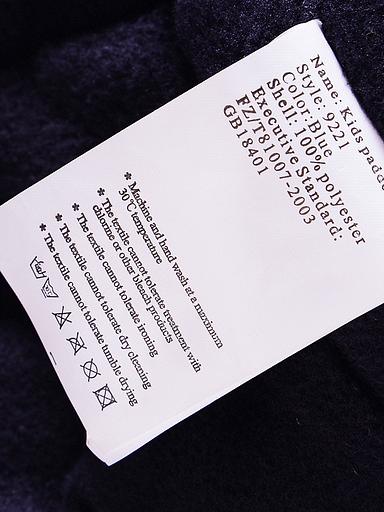 Name: Kids padded
Style: 9221
Color: Blue
Shell: 100% polyester
Executive Standard:
FZ/T81007-2003
GB18401
* Machine and hand wash at a maximum
30℃ temperature
* The textile cannot tolerate treatment with
chlorine or other bleach products
* The textile cannot tolerate ironing
* The textile cannot tolerate dry cleaning
* The textile cannot tolerate tumble drying